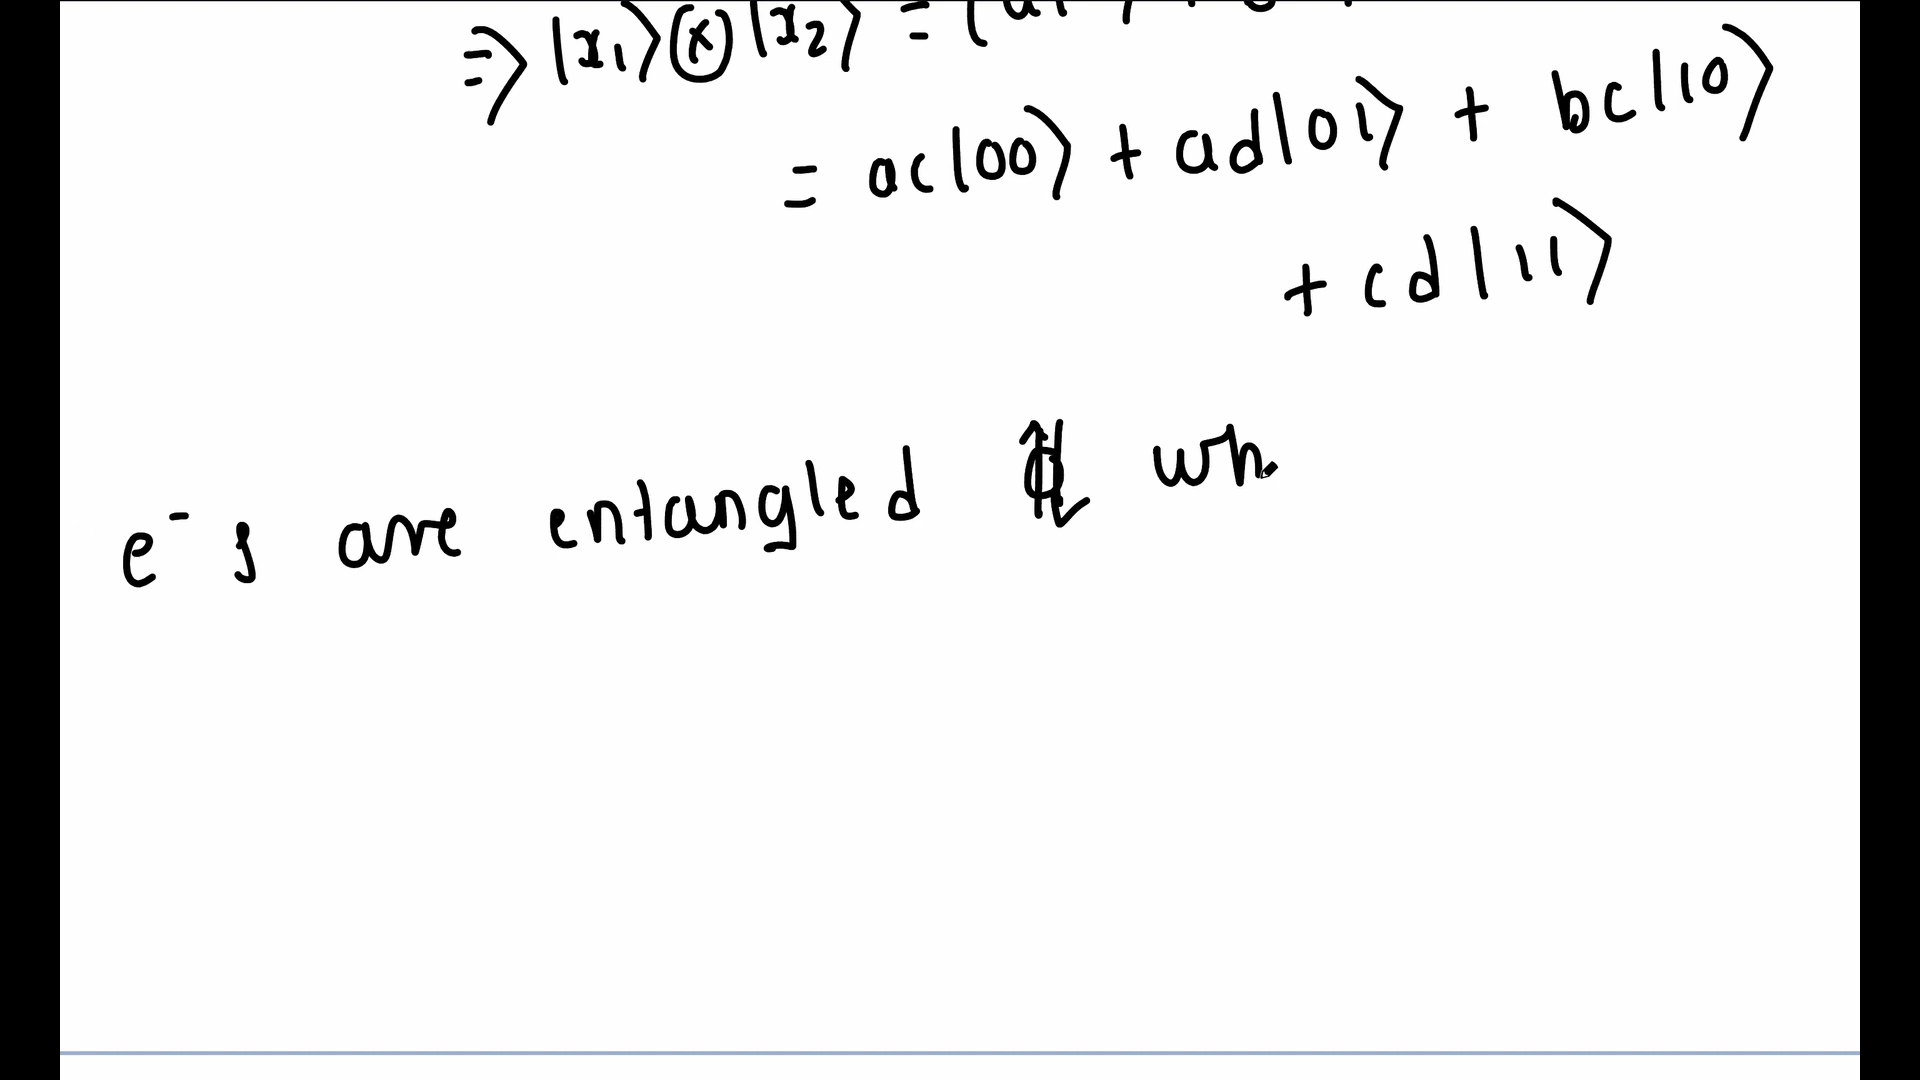 ⇒ |x₁⟩ ⊗ |x₂⟩ = (a|
= ac|00⟩ + ad|01⟩ + bc|10⟩
+ cd|11⟩
e⁻s are entangled wh